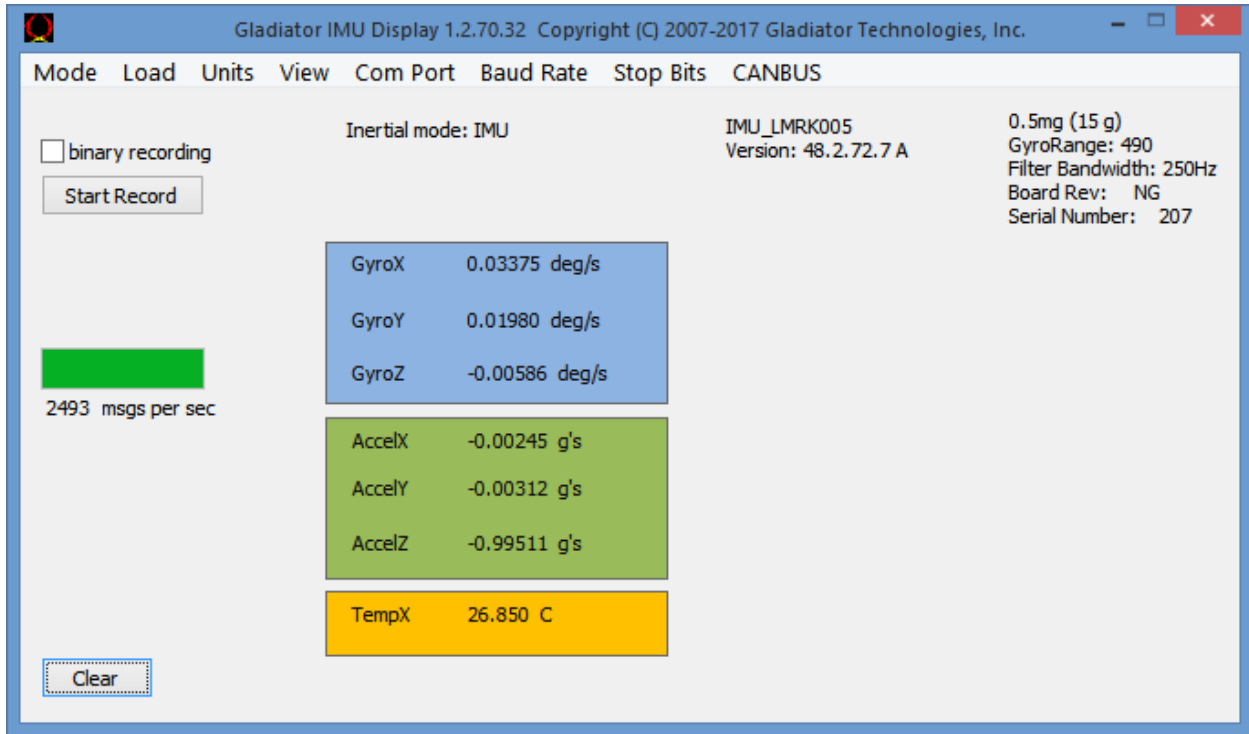 Gladiator IMU Display 1.2.70.32 Copyright (C) 2007-2017 Gladiator Technologies, Inc.
Mode Load Units View Com Port Baud Rate Stop Bits CANBUS
binary recording
Start Record
Inertial mode: IMU
IMU_LMRK005
Version: 48.2.72.7 A
0.5mg (15 g)
GyroRange: 490
Filter Bandwidth: 250Hz
Board Rev: NG
Serial Number: 207
GyroX 0.03375 deg/s
GyroY 0.01980 deg/s
GyroZ -0.00586 deg/s
2493 msgs per sec
AccelX -0.00245 g's
AccelY -0.00312 g's
AccelZ -0.99511 g's
TempX 26.850 C
Clear